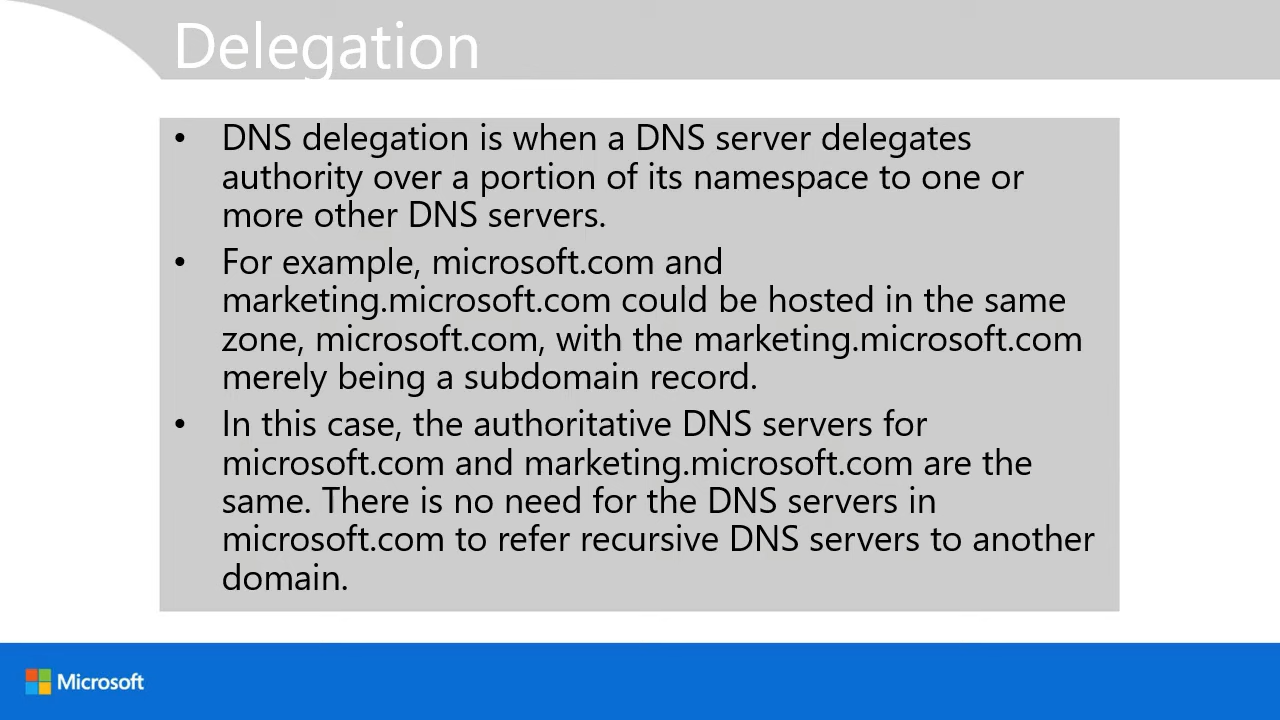 Delegation
• DNS delegation is when a DNS server delegates
authority over a portion of its namespace to one or
more other DNS servers.
• For example, microsoft.com and
marketing.microsoft.com could be hosted in the same
zone, microsoft.com, with the marketing.microsoft.com
merely being a subdomain record.
• In this case, the authoritative DNS servers for
microsoft.com and marketing.microsoft.com are the
same. There is no need for the DNS servers in
microsoft.com to refer recursive DNS servers to another
domain.
Microsoft